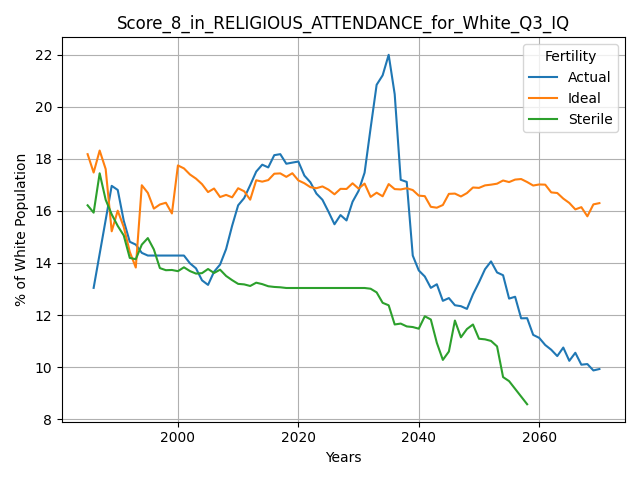 Score_8_in_RELIGIOUS_ATTENDANCE_for_White_Q3_IQ
Fertility
Actual
Ideal
Sterile
% of White Population
22
20
18
16
14
12
10
8
2000 2020 2040 2060
Years